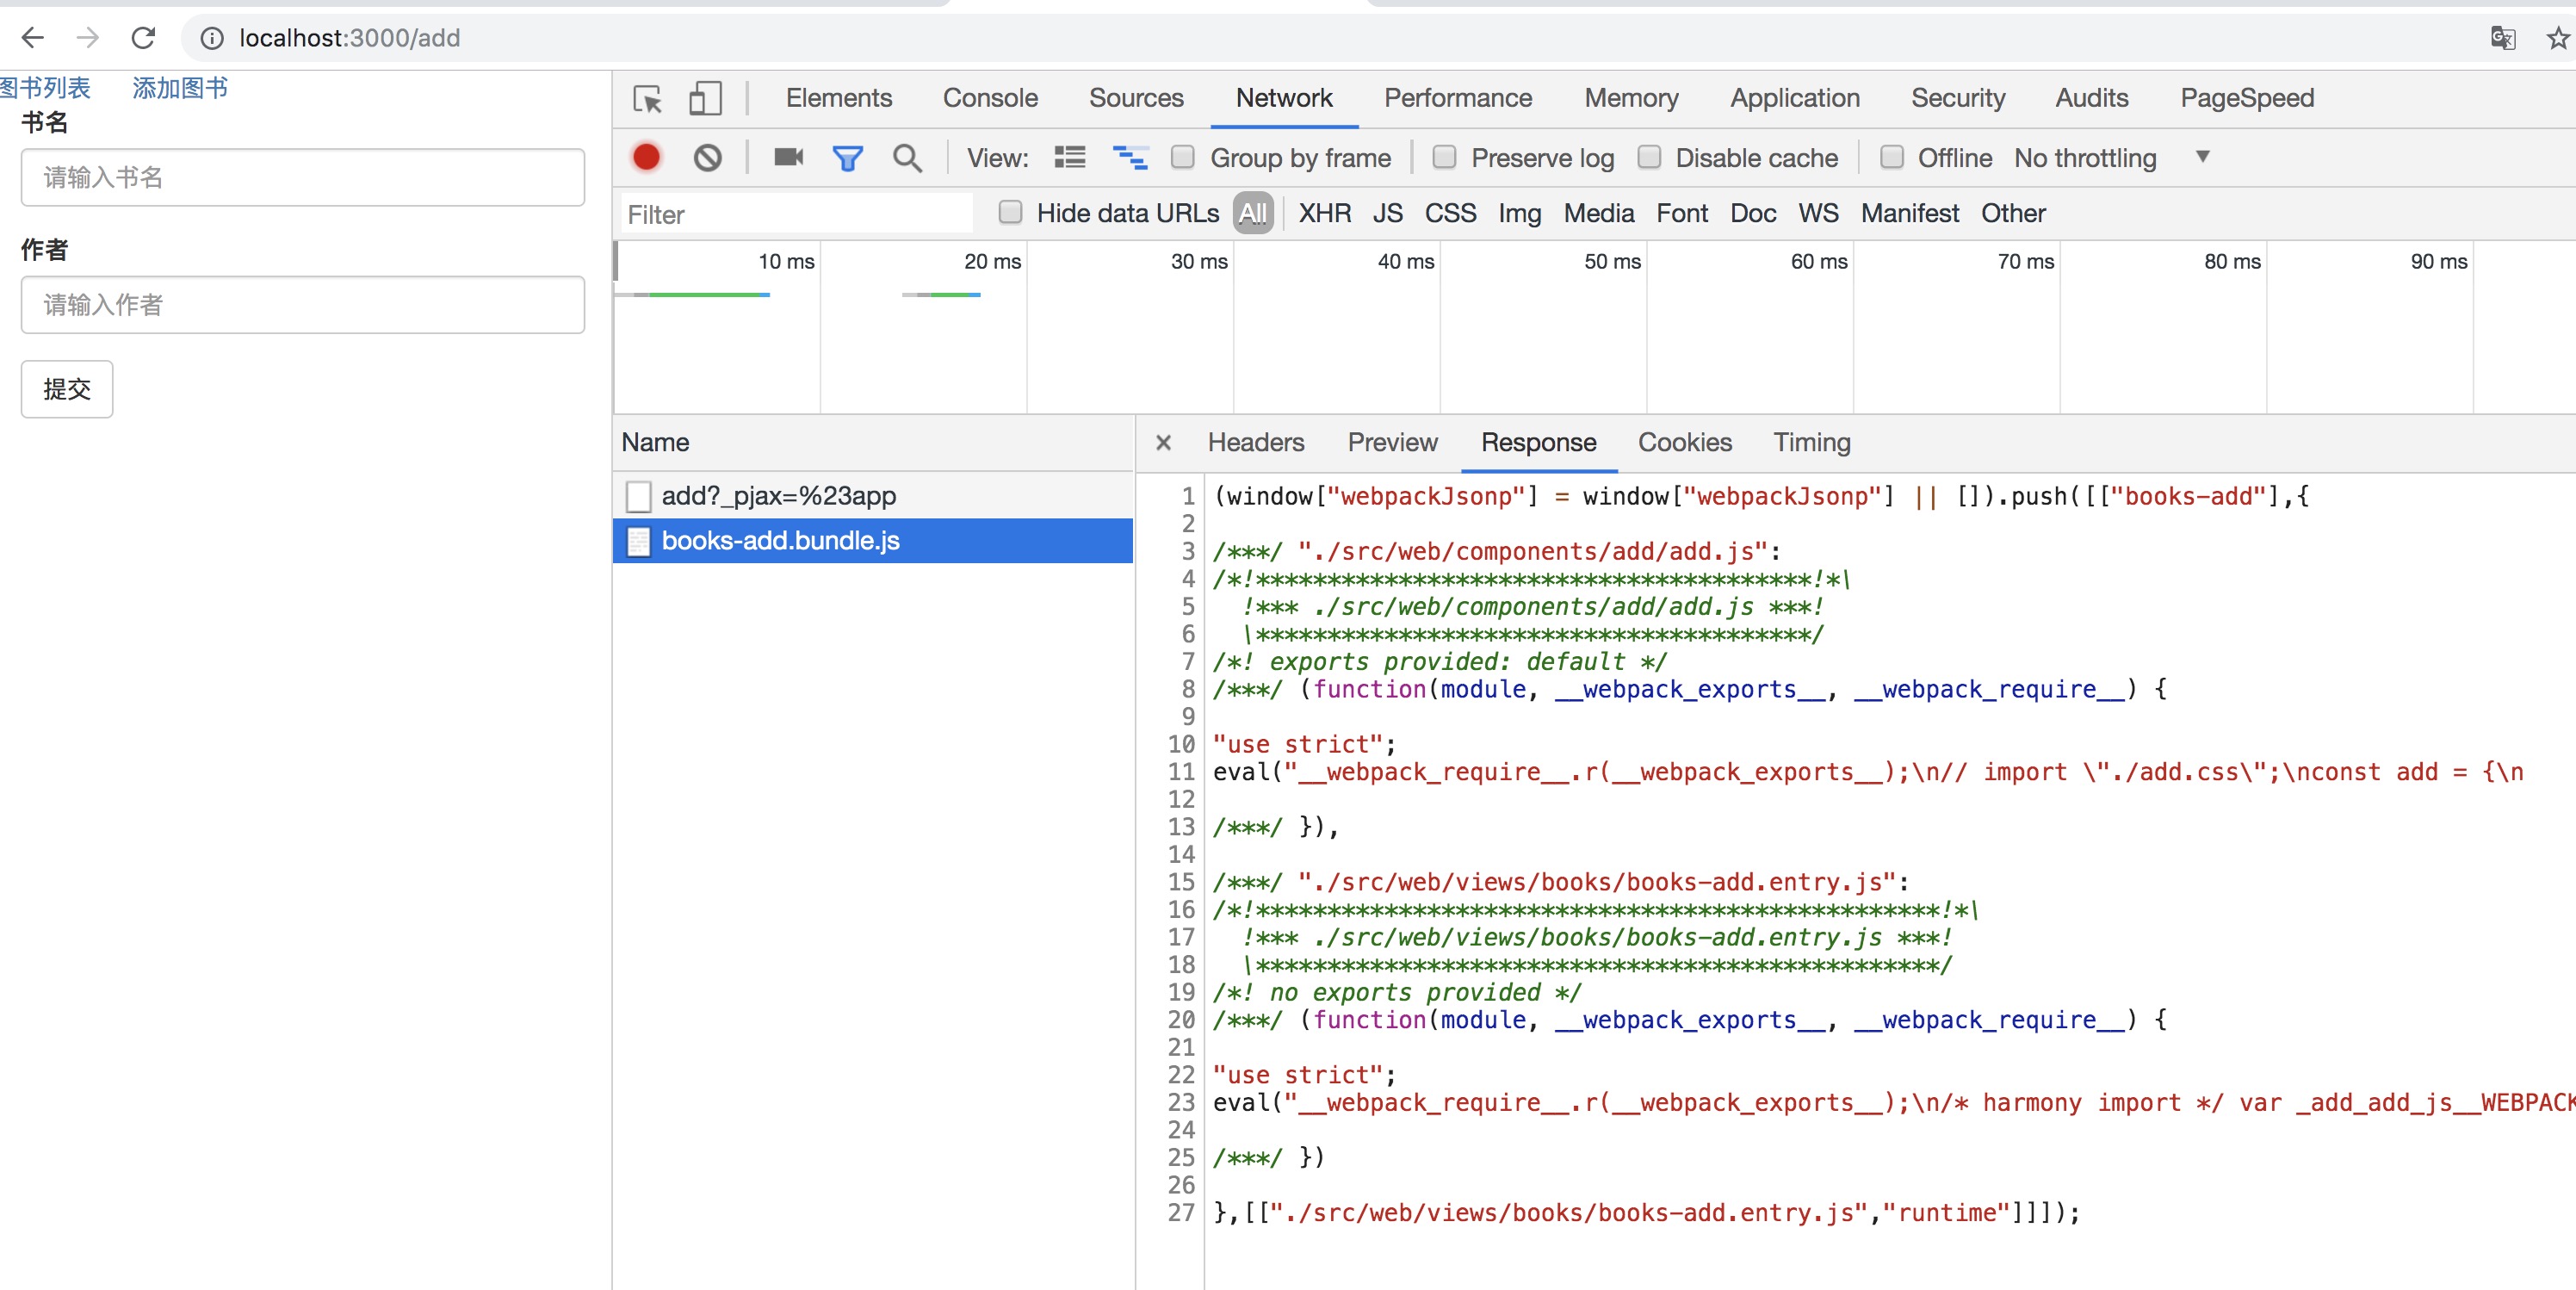 localhost:3000/add
图书列表 添加图书
书名
请输入书名
作者
请输入作者
提交
Elements Console Sources Network Performance Memory Application Security Audits PageSpeed
View: Group by frame Preserve log Disable cache Offline No throttling
Filter Hide data URLs All XHR JS CSS Img Media Font Doc WS Manifest Other
10 ms 20 ms 30 ms 40 ms 50 ms 60 ms 70 ms 80 ms 90 ms
Name
add?_pjax=%23app
books-add.bundle.js
× Headers Preview Response Cookies Timing
1 (window["webpackJsonp"] = window["webpackJsonp"] || []).push([["books-add"],{
2
3 /***/ "./src/web/components/add/add.js":
4 /*!***************************************!*\
5   !*** ./src/web/components/add/add.js ***!
6   \***************************************/
7 /*! exports provided: default */
8 /***/ (function(module, __webpack_exports__, __webpack_require__) {
9
10 "use strict";
11 eval("__webpack_require__.r(__webpack_exports__);\n// import \"./add.css\";\nconst add = {\n
12
13 /***/ }),
14
15 /***/ "./src/web/views/books/books-add.entry.js":
16 /*!************************************************!*\
17   !*** ./src/web/views/books/books-add.entry.js ***!
18   \************************************************/
19 /*! no exports provided */
20 /***/ (function(module, __webpack_exports__, __webpack_require__) {
21
22 "use strict";
23 eval("__webpack_require__.r(__webpack_exports__);\n/* harmony import */ var _add_add_js__WEBPACK
24
25 /***/ })
26
27 },[["./src/web/views/books/books-add.entry.js","runtime"]]]);